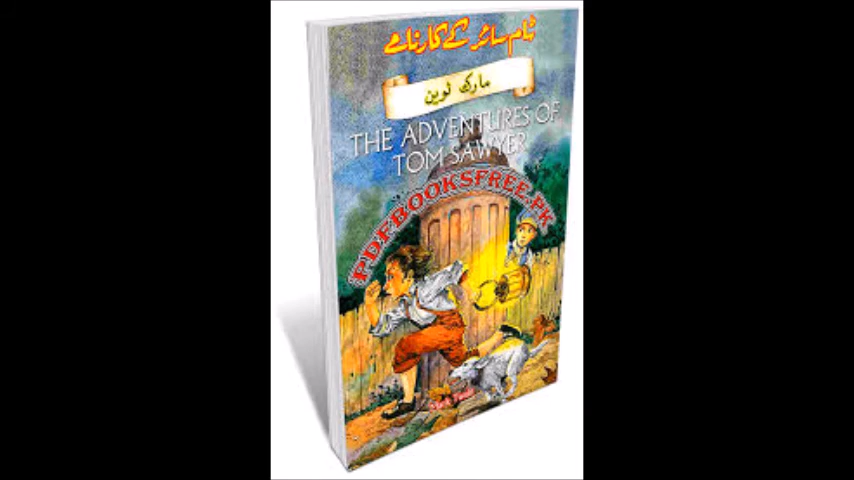 ٹام سائر کے کارنامے
مارک ٹوین
THE ADVENTURES OF
TOM SAWYER
PDFBOOKSFREE.PK